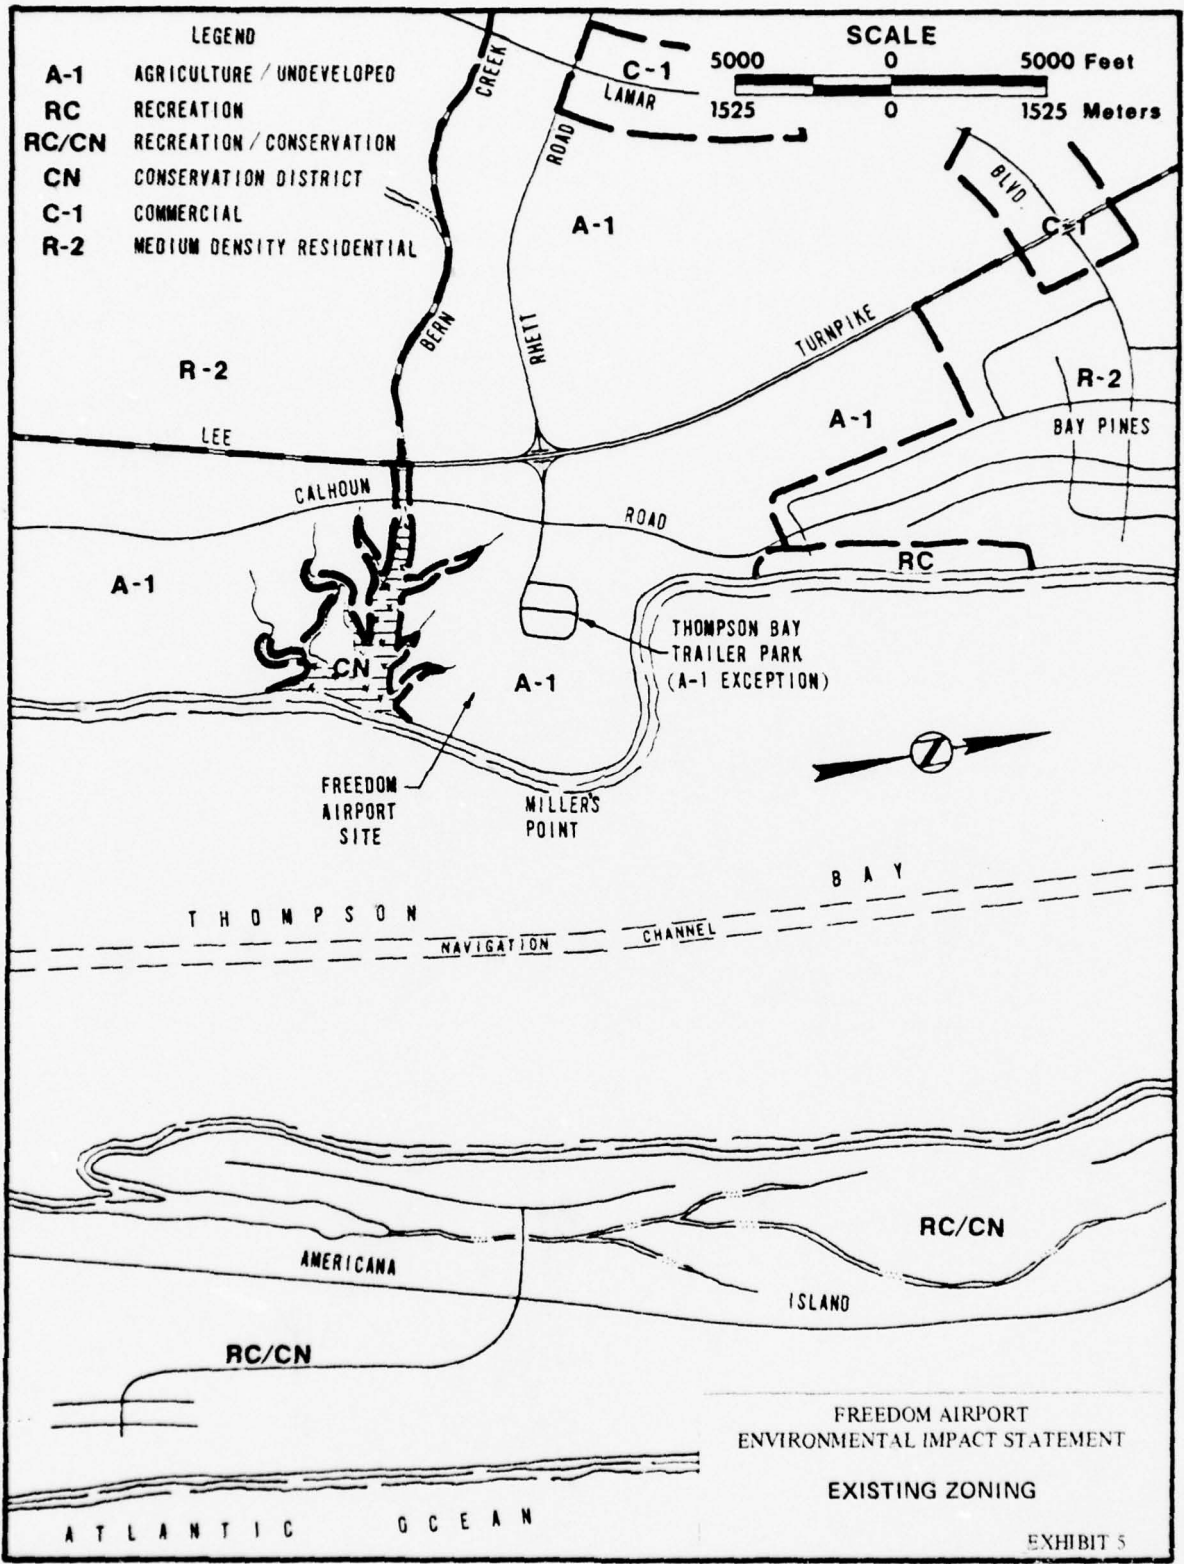 LEGEND
A-1 AGRICULTURE / UNDEVELOPED
RC RECREATION
RC/CN RECREATION / CONSERVATION
CN CONSERVATION DISTRICT
C-1 COMMERCIAL
R-2 MEDIUM DENSITY RESIDENTIAL
SCALE
5000 0 5000 Feet
1525 0 1525 Meters
CREEK
BERN
C-1
LAMAR
ROAD
RHETT
A-1
BLVD.
C-1
TURNPIKE
R-2
LEE
R-2
A-1
BAY PINES
CALHOUN
ROAD
RC
A-1
CN
A-1
THOMPSON BAY
TRAILER PARK
(A-1 EXCEPTION)
FREEDOM
AIRPORT
SITE
MILLER'S
POINT
N
THOMPSON BAY
NAVIGATION CHANNEL
RC/CN
AMERICANA ISLAND
RC/CN
ATLANTIC OCEAN
FREEDOM AIRPORT
ENVIRONMENTAL IMPACT STATEMENT
EXISTING ZONING
EXHIBIT 5